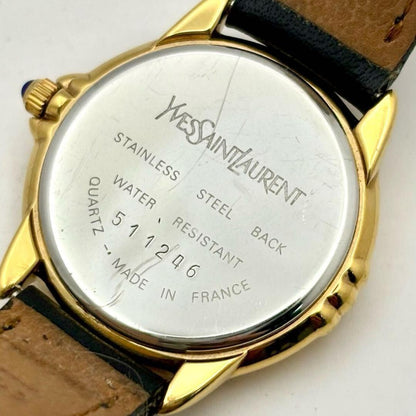 YVESSAINTLAURENT
STAINLESS STEEL BACK
WATER RESISTANT
511246
QUARTZ - MADE IN FRANCE